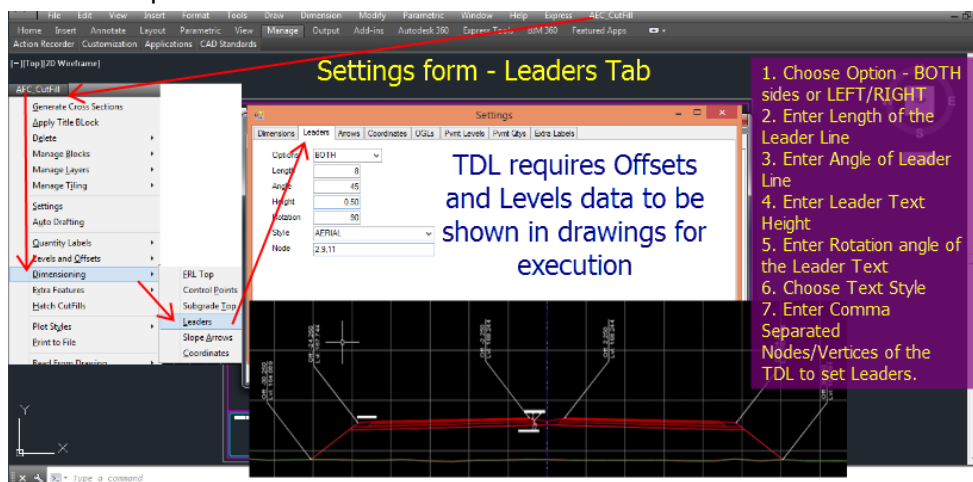 File Edit View Insert Format Tools Draw Dimension Modify Parametric Window Help Express AEC_CutFill
Home Insert Annotate Layout Parametric View Manage Output Add-ins Autodesk 360 Express Tools BIM 360 Featured Apps
Action Recorder Customization Applications CAD Standards
[-][Top][2D Wireframe]
Settings form - Leaders Tab
AEC_CutFill
Generate Cross Sections
Apply Title BLock
Delete
Manage Blocks
Manage Layers
Manage Tiling
Settings
Auto Drafting
Quantity Labels
Levels and Offsets
Dimensioning
Extra Features
Hatch CutFills
Plot Styles
Print to File
Read From Drawing
FRL Top
Control Points
Subgrade Top
Leaders
Slope Arrows
Coordinates
Settings
Dimensions Leaders Arrows Coordinates OGLs Pvmt Levels Pvmt Qtys Extra Labels
Options BOTH
Length 8
Angle 45
Height 0.50
Rotation 90
Style AERIAL
Node 2,9,11
TDL requires Offsets
and Levels data to be
shown in drawings for
execution
1. Choose Option - BOTH
sides or LEFT/RIGHT
2. Enter Length of the
Leader Line
3. Enter Angle of Leader
Line
4. Enter Leader Text
Height
5. Enter Rotation angle of
the Leader Text
6. Choose Text Style
7. Enter Comma
Separated
Nodes/Vertices of the
TDL to set Leaders.
E
S
Y
X
Type a command